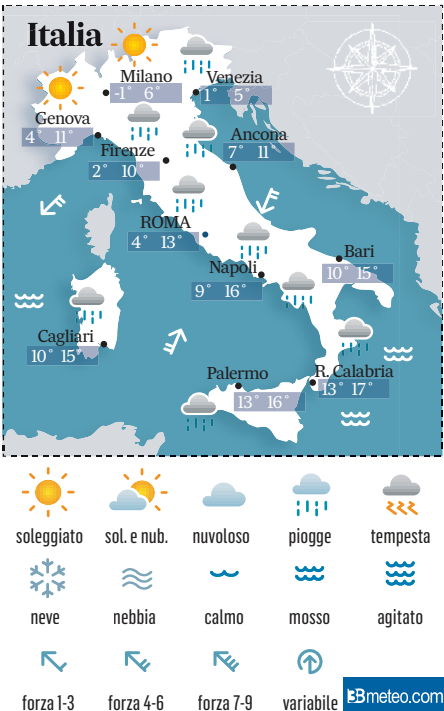 Italia
Milano
-1° 6°
Venezia
1° 5°
Genova
4° 11°
Firenze
2° 10°
Ancona
7° 11°
ROMA
4° 13°
Napoli
9° 16°
Bari
10° 15°
Cagliari
10° 15°
Palermo
13° 16°
R. Calabria
13° 17°
soleggiato sol. e nub. nuvoloso piogge tempesta
neve nebbia calmo mosso agitato
forza 1-3 forza 4-6 forza 7-9 variabile
3Bmeteo.com